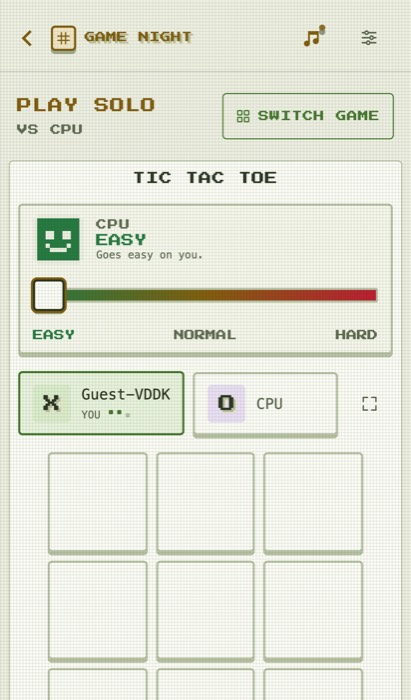 GAME NIGHT
PLAY SOLO
VS CPU
SWITCH GAME
TIC TAC TOE
CPU
EASY
Goes easy on you.
EASY NORMAL HARD
X Guest-VDDK
YOU
O CPU